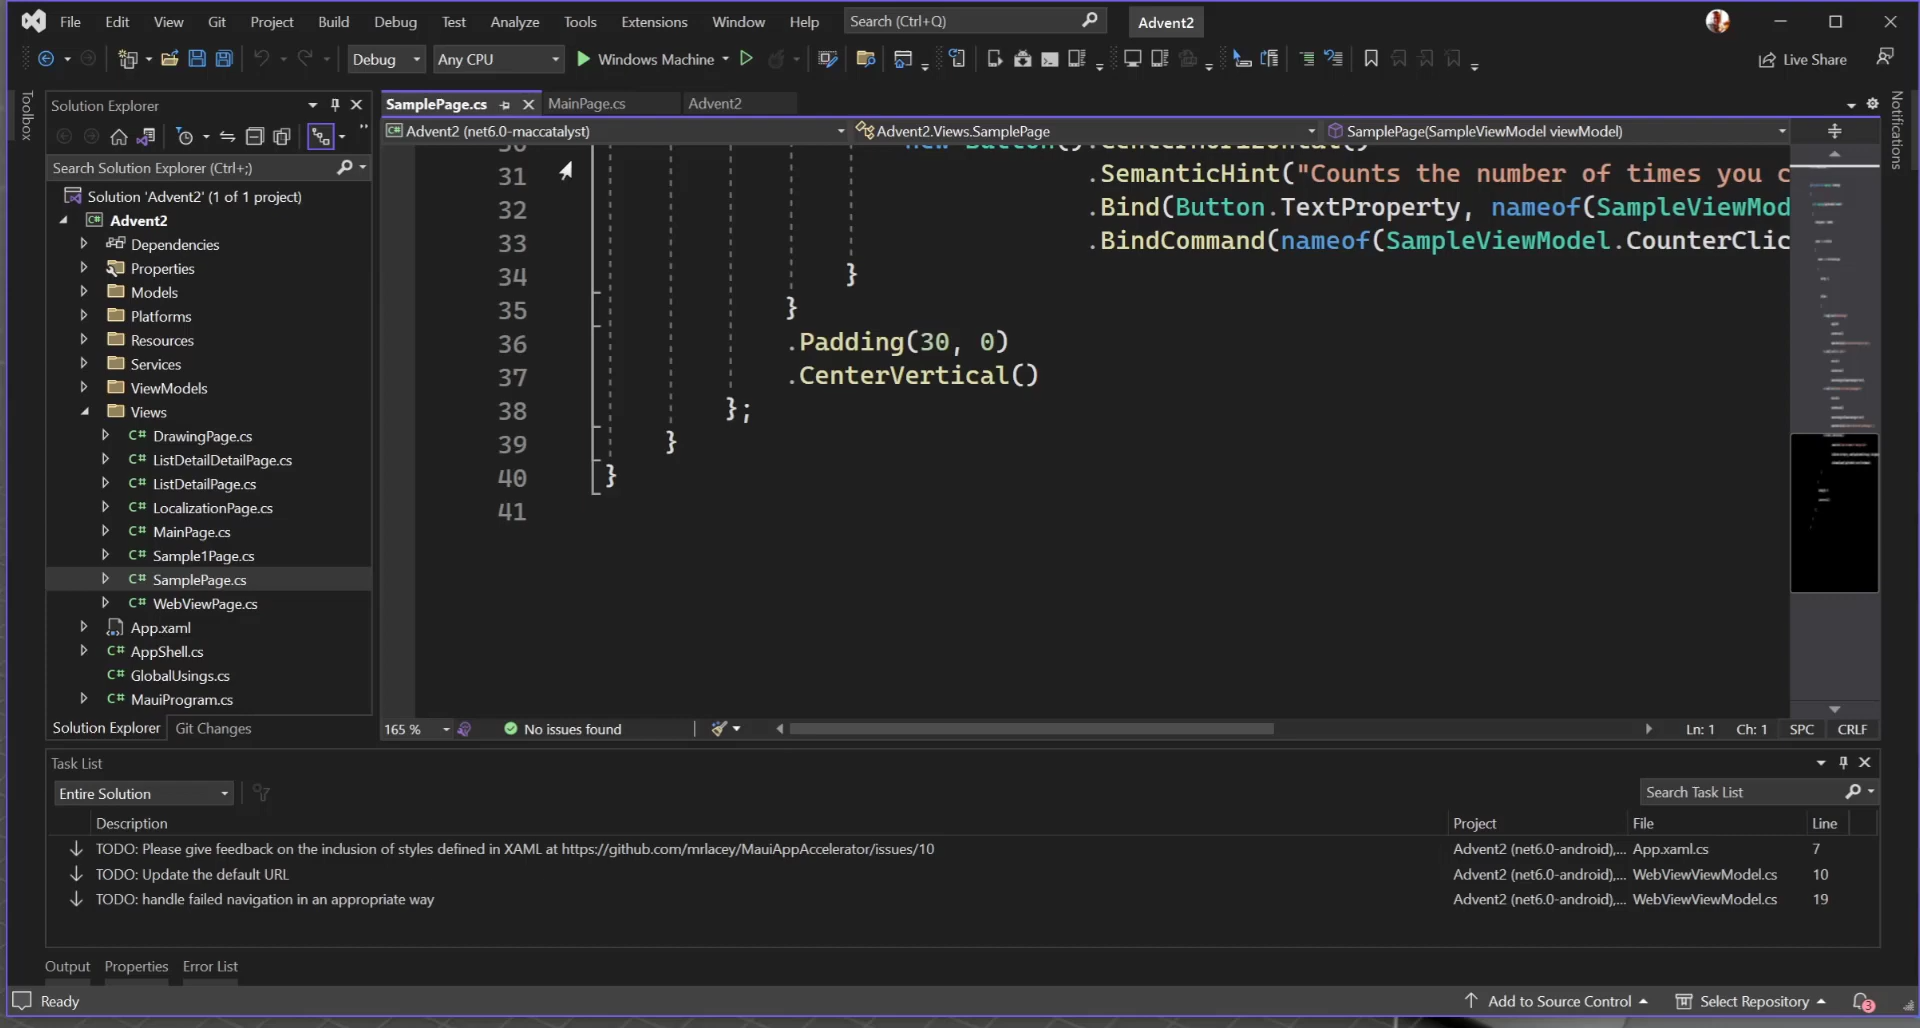 File Edit View Git Project Build Debug Test Analyze Tools Extensions Window Help Search (Ctrl+Q) Advent2
Debug Any CPU Windows Machine Live Share
Toolbox
Solution Explorer
Search Solution Explorer (Ctrl+;)
Solution 'Advent2' (1 of 1 project)
Advent2
Dependencies
Properties
Models
Platforms
Resources
Services
ViewModels
Views
C# DrawingPage.cs
C# ListDetailDetailPage.cs
C# ListDetailPage.cs
C# LocalizationPage.cs
C# MainPage.cs
C# Sample1Page.cs
C# SamplePage.cs
C# WebViewPage.cs
App.xaml
C# AppShell.cs
C# GlobalUsings.cs
C# MauiProgram.cs
Solution Explorer Git Changes
SamplePage.cs MainPage.cs Advent2
Advent2 (net6.0-maccatalyst) Advent2.Views.SamplePage SamplePage(SampleViewModel viewModel)
30 new Button().CenterHorizontal()
31 .SemanticHint("Counts the number of times you c
32 .Bind(Button.TextProperty, nameof(SampleViewMod
33 .BindCommand(nameof(SampleViewModel.CounterClic
34 }
35 }
36 .Padding(30, 0)
37 .CenterVertical()
38 };
39 }
40 }
41
165 % No issues found Ln: 1 Ch: 1 SPC CRLF
Notifications
Task List
Entire Solution Search Task List
Description Project File Line
TODO: Please give feedback on the inclusion of styles defined in XAML at https://github.com/mrlacey/MauiAppAccelerator/issues/10 Advent2 (net6.0-android),... App.xaml.cs 7
TODO: Update the default URL Advent2 (net6.0-android),... WebViewViewModel.cs 10
TODO: handle failed navigation in an appropriate way Advent2 (net6.0-android),... WebViewViewModel.cs 19
Output Properties Error List
Ready Add to Source Control Select Repository 3